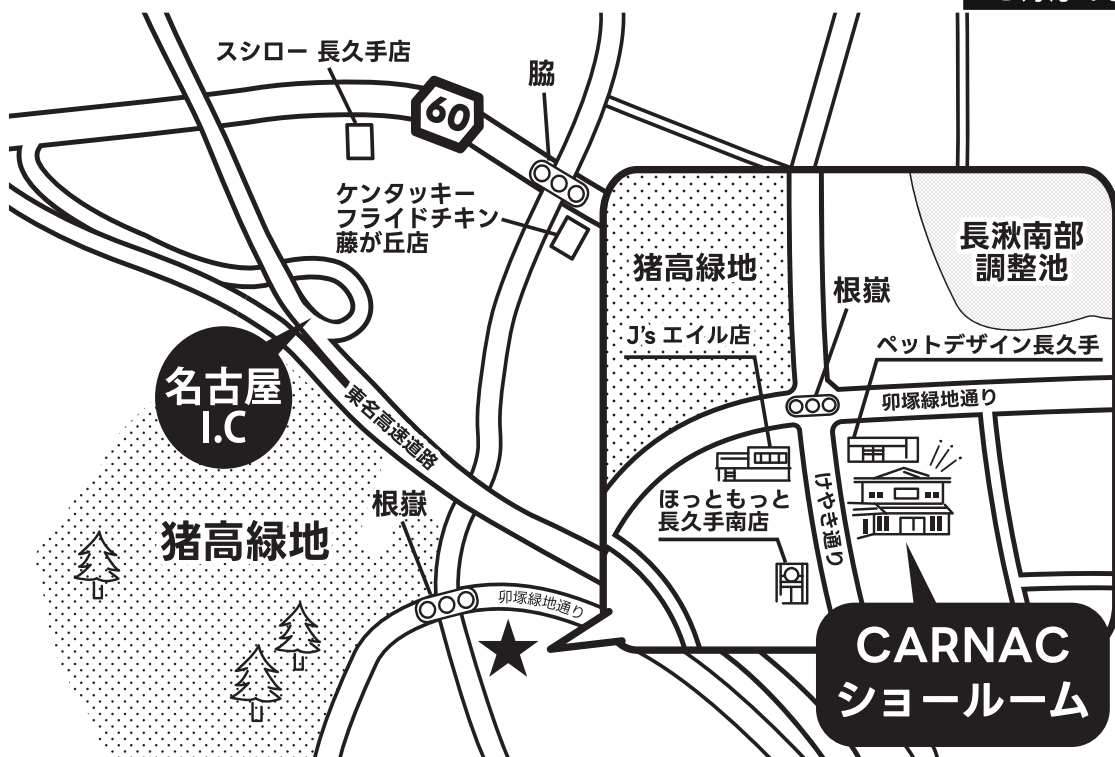 スシロー 長久手店
脇
60
ケンタッキー
フライドチキン
藤が丘店
名古屋
I.C
東名高速道路
猪高緑地
根嶽
卯塚緑地通り
猪高緑地
長湫南部
調整池
根嶽
J's エイル店
ペットデザイン長久手
卯塚緑地通り
ほっともっと
長久手南店
けやき通り
CARNAC
ショールーム